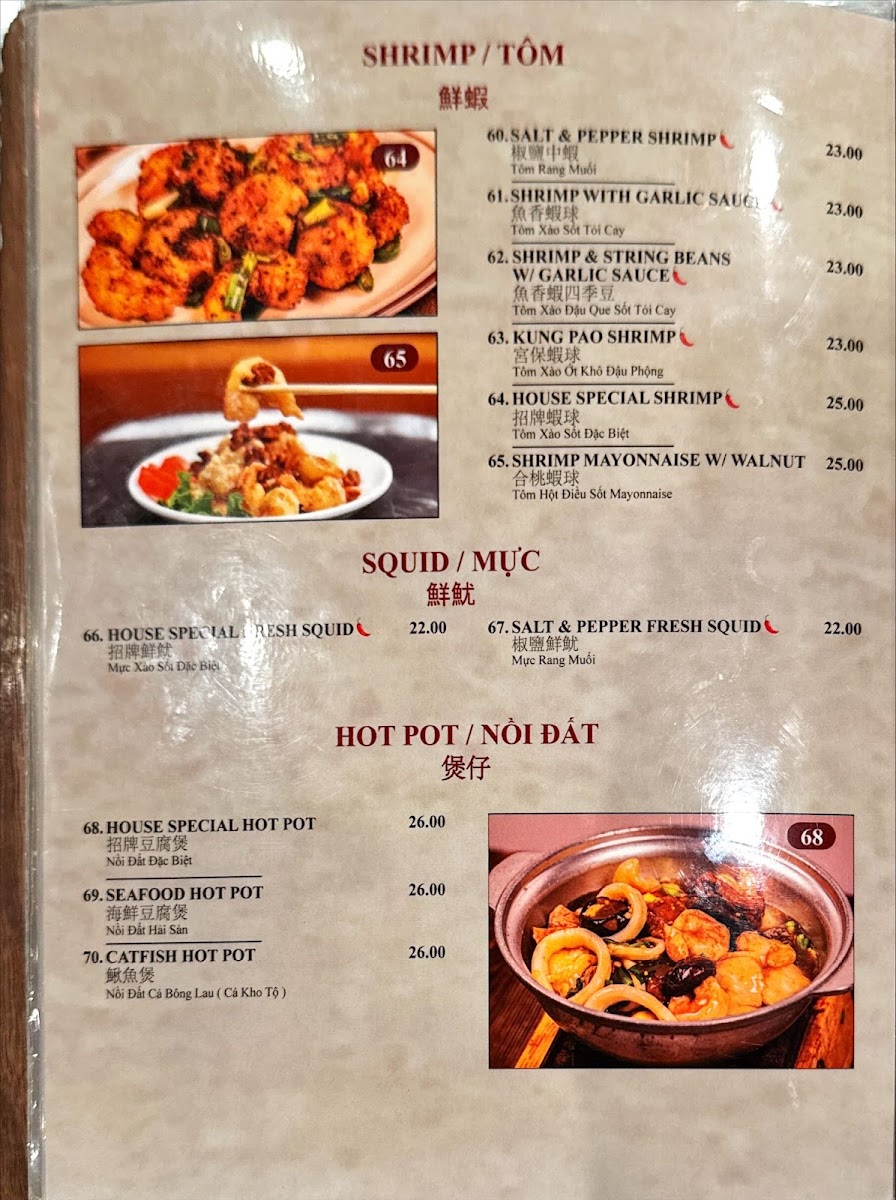 SHRIMP / TÔM
鮮蝦
64
65
60. SALT & PEPPER SHRIMP 23.00
椒鹽中蝦
Tôm Rang Muối
61. SHRIMP WITH GARLIC SAUCE 23.00
魚香蝦球
Tôm Xào Sốt Tỏi Cay
62. SHRIMP & STRING BEANS
W/ GARLIC SAUCE 23.00
魚香蝦四季豆
Tôm Xào Đậu Que Sốt Tỏi Cay
63. KUNG PAO SHRIMP 23.00
宮保蝦球
Tôm Xào Ớt Khô Đậu Phộng
64. HOUSE SPECIAL SHRIMP 25.00
招牌蝦球
Tôm Xào Sốt Đặc Biệt
65. SHRIMP MAYONNAISE W/ WALNUT 25.00
合桃蝦球
Tôm Hột Điều Sốt Mayonnaise
SQUID / MỰC
鮮魷
66. HOUSE SPECIAL FRESH SQUID 22.00
招牌鮮魷
Mực Xào Sốt Đặc Biệt
67. SALT & PEPPER FRESH SQUID 22.00
椒鹽鮮魷
Mực Rang Muối
HOT POT / NỒI ĐẤT
煲仔
68. HOUSE SPECIAL HOT POT 26.00
招牌豆腐煲
Nồi Đất Đặc Biệt
69. SEAFOOD HOT POT 26.00
海鮮豆腐煲
Nồi Đất Hải Sản
70. CATFISH HOT POT 26.00
鰍魚煲
Nồi Đất Cá Bông Lau ( Cá Kho Tộ )
68